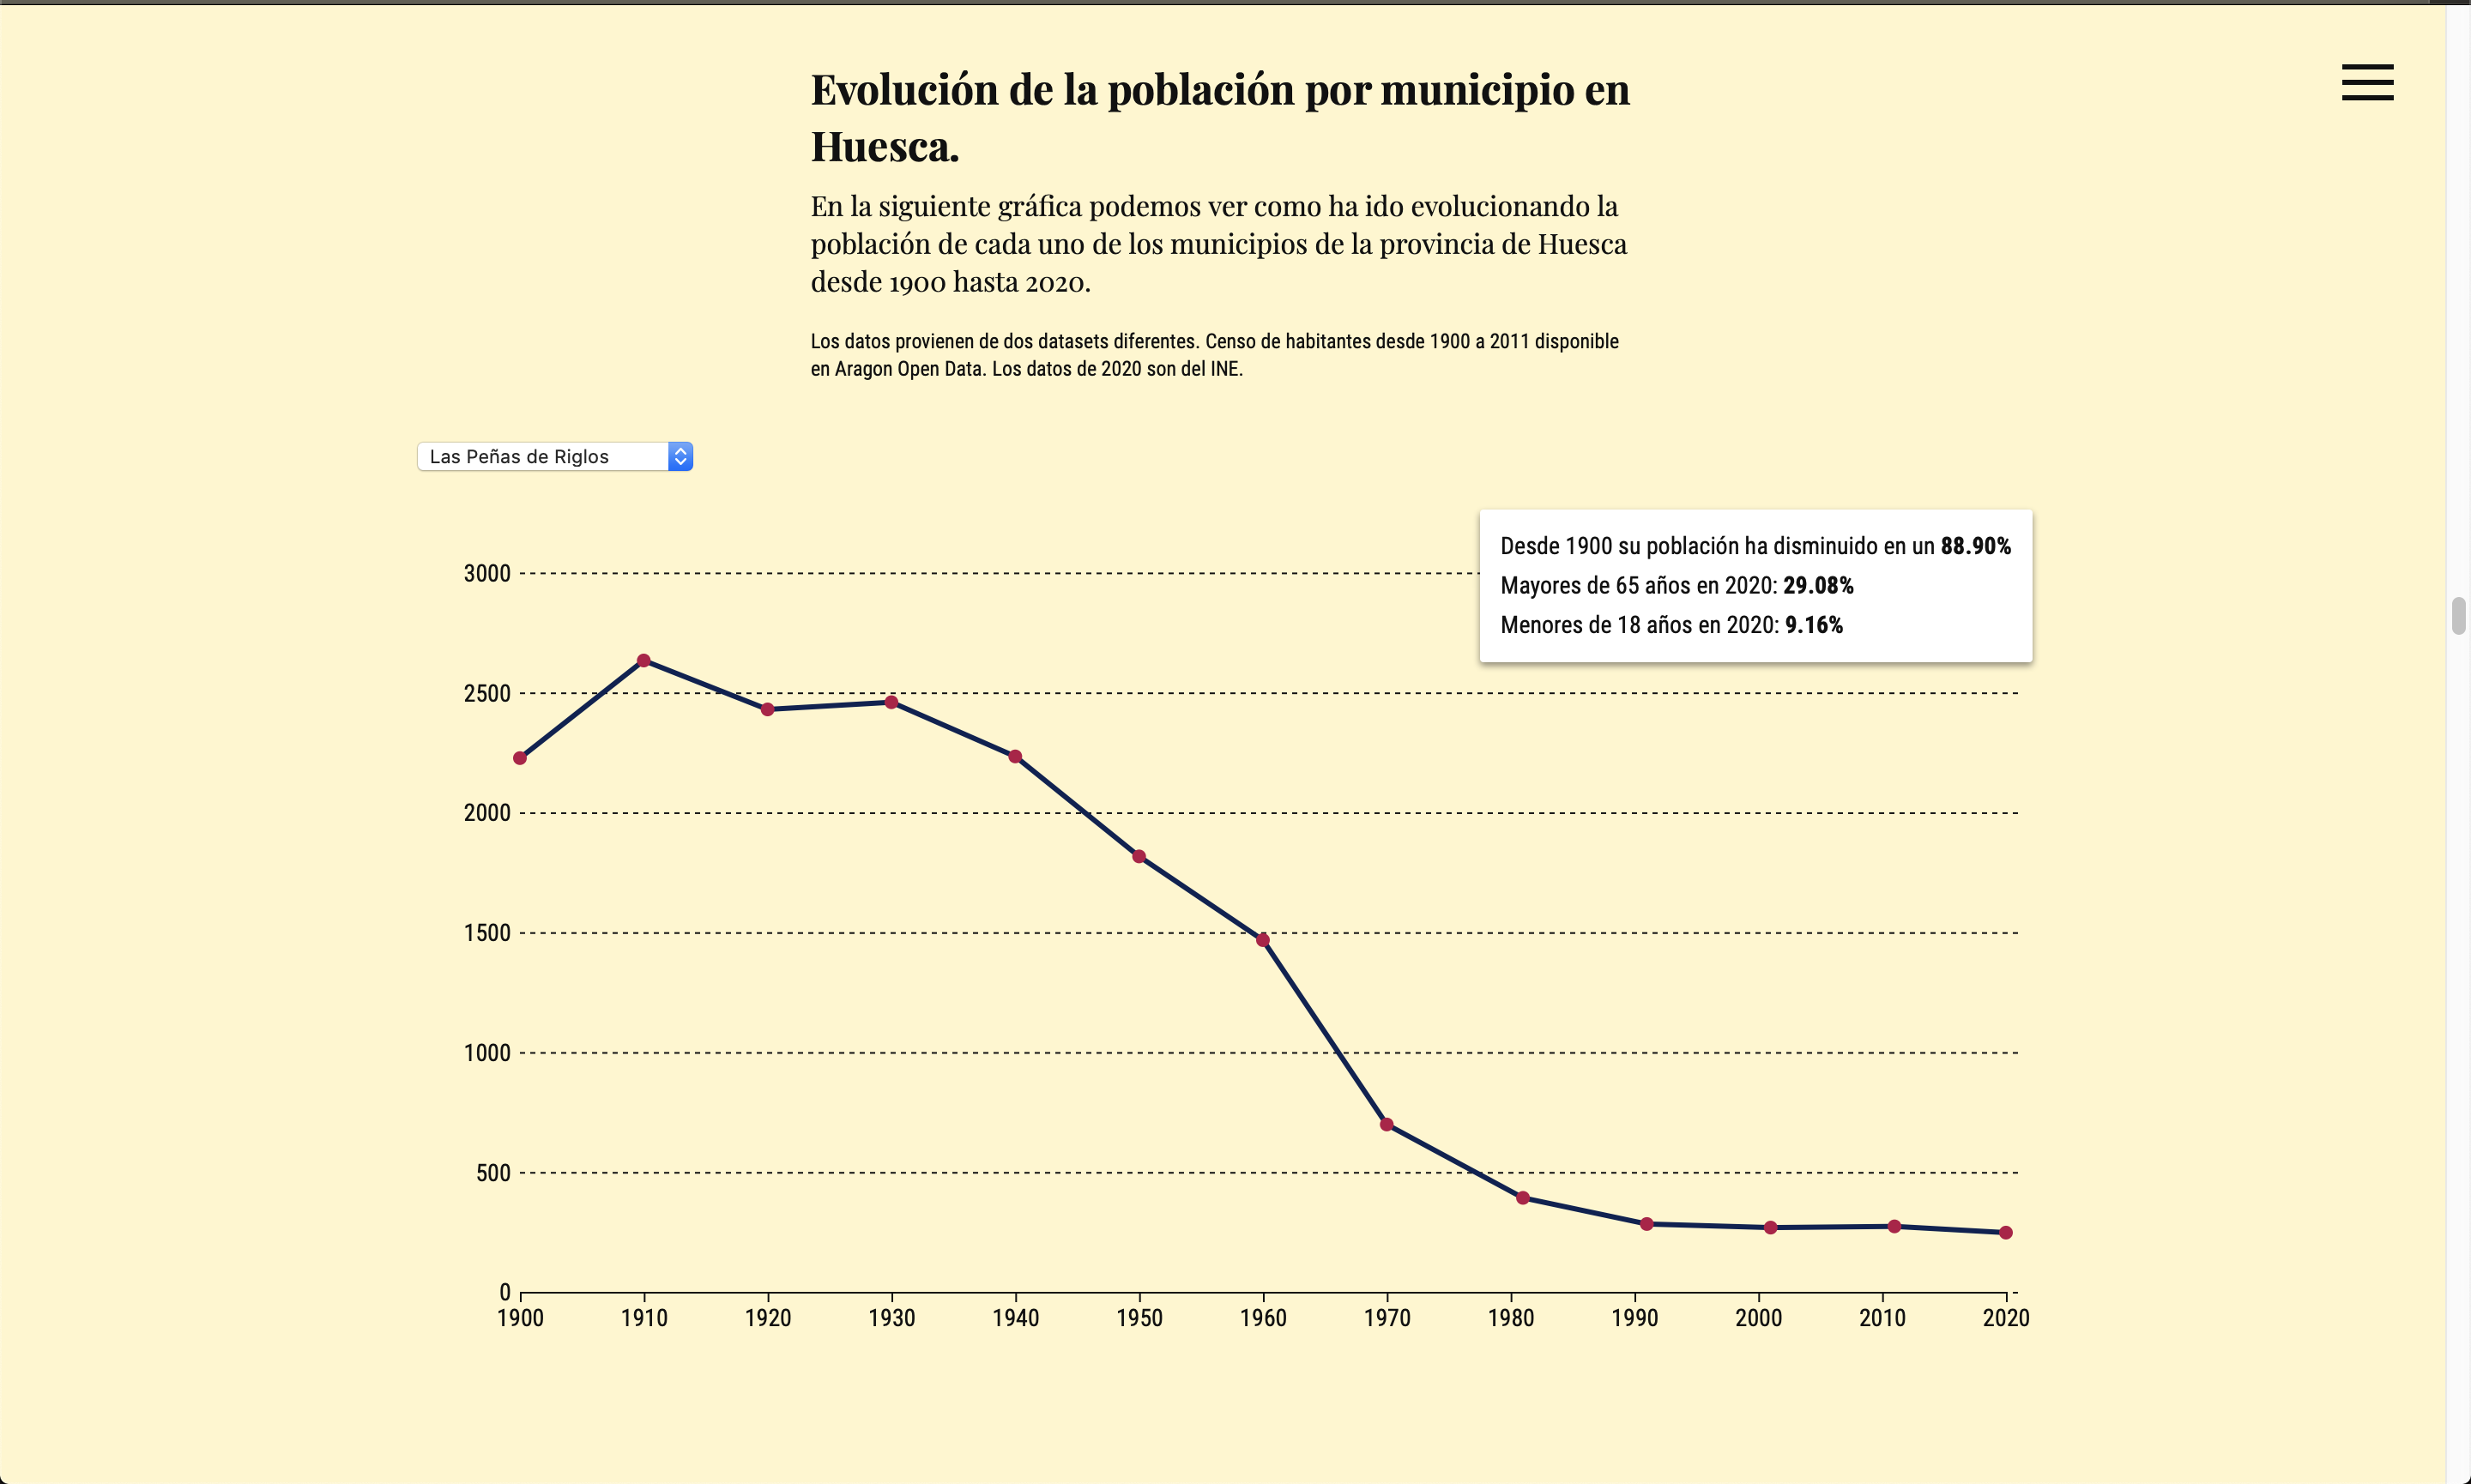 Evolución de la población por municipio en
Huesca.
En la siguiente gráfica podemos ver como ha ido evolucionando la
población de cada uno de los municipios de la provincia de Huesca
desde 1900 hasta 2020.
Los datos provienen de dos datasets diferentes. Censo de habitantes desde 1900 a 2011 disponible
en Aragon Open Data. Los datos de 2020 son del INE.
Las Peñas de Riglos
Desde 1900 su población ha disminuido en un 88.90%
Mayores de 65 años en 2020: 29.08%
Menores de 18 años en 2020: 9.16%
3000
2500
2000
1500
1000
500
0
1900 1910 1920 1930 1940 1950 1960 1970 1980 1990 2000 2010 2020